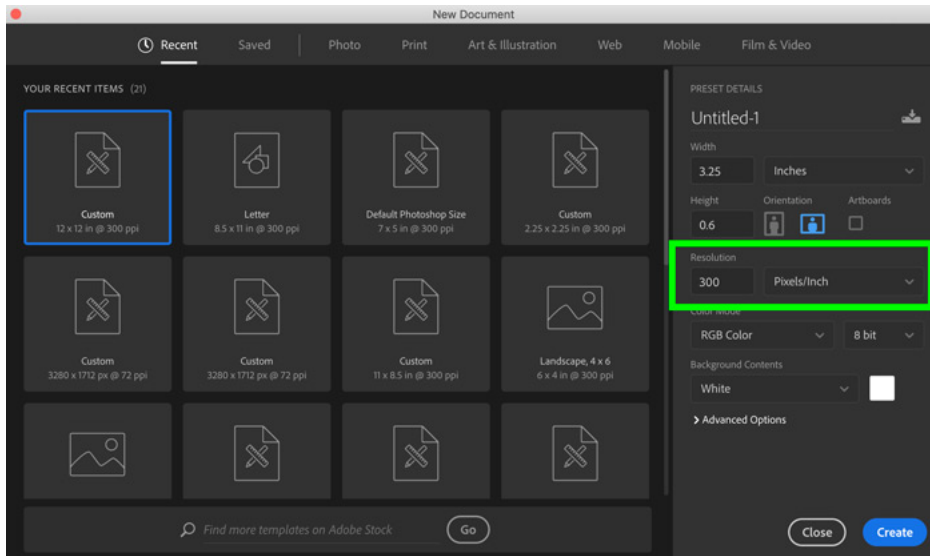 New Document
Recent Saved Photo Print Art & Illustration Web Mobile Film & Video
YOUR RECENT ITEMS (21)
Custom
12 x 12 in @ 300 ppi
Letter
8.5 x 11 in @ 300 ppi
Default Photoshop Size
7 x 5 in @ 300 ppi
Custom
2.25 x 2.25 in @ 300 ppi
Custom
3280 x 1712 px @ 72 ppi
Custom
3280 x 1712 px @ 72 ppi
Custom
11 x 8.5 in @ 300 ppi
Landscape, 4 x 6
6 x 4 in @ 300 ppi
Find more templates on Adobe Stock Go
PRESET DETAILS
Untitled-1
Width
3.25 Inches
Height Orientation Artboards
0.6
Resolution
300 Pixels/Inch
Color Mode
RGB Color 8 bit
Background Contents
White
Advanced Options
Close Create